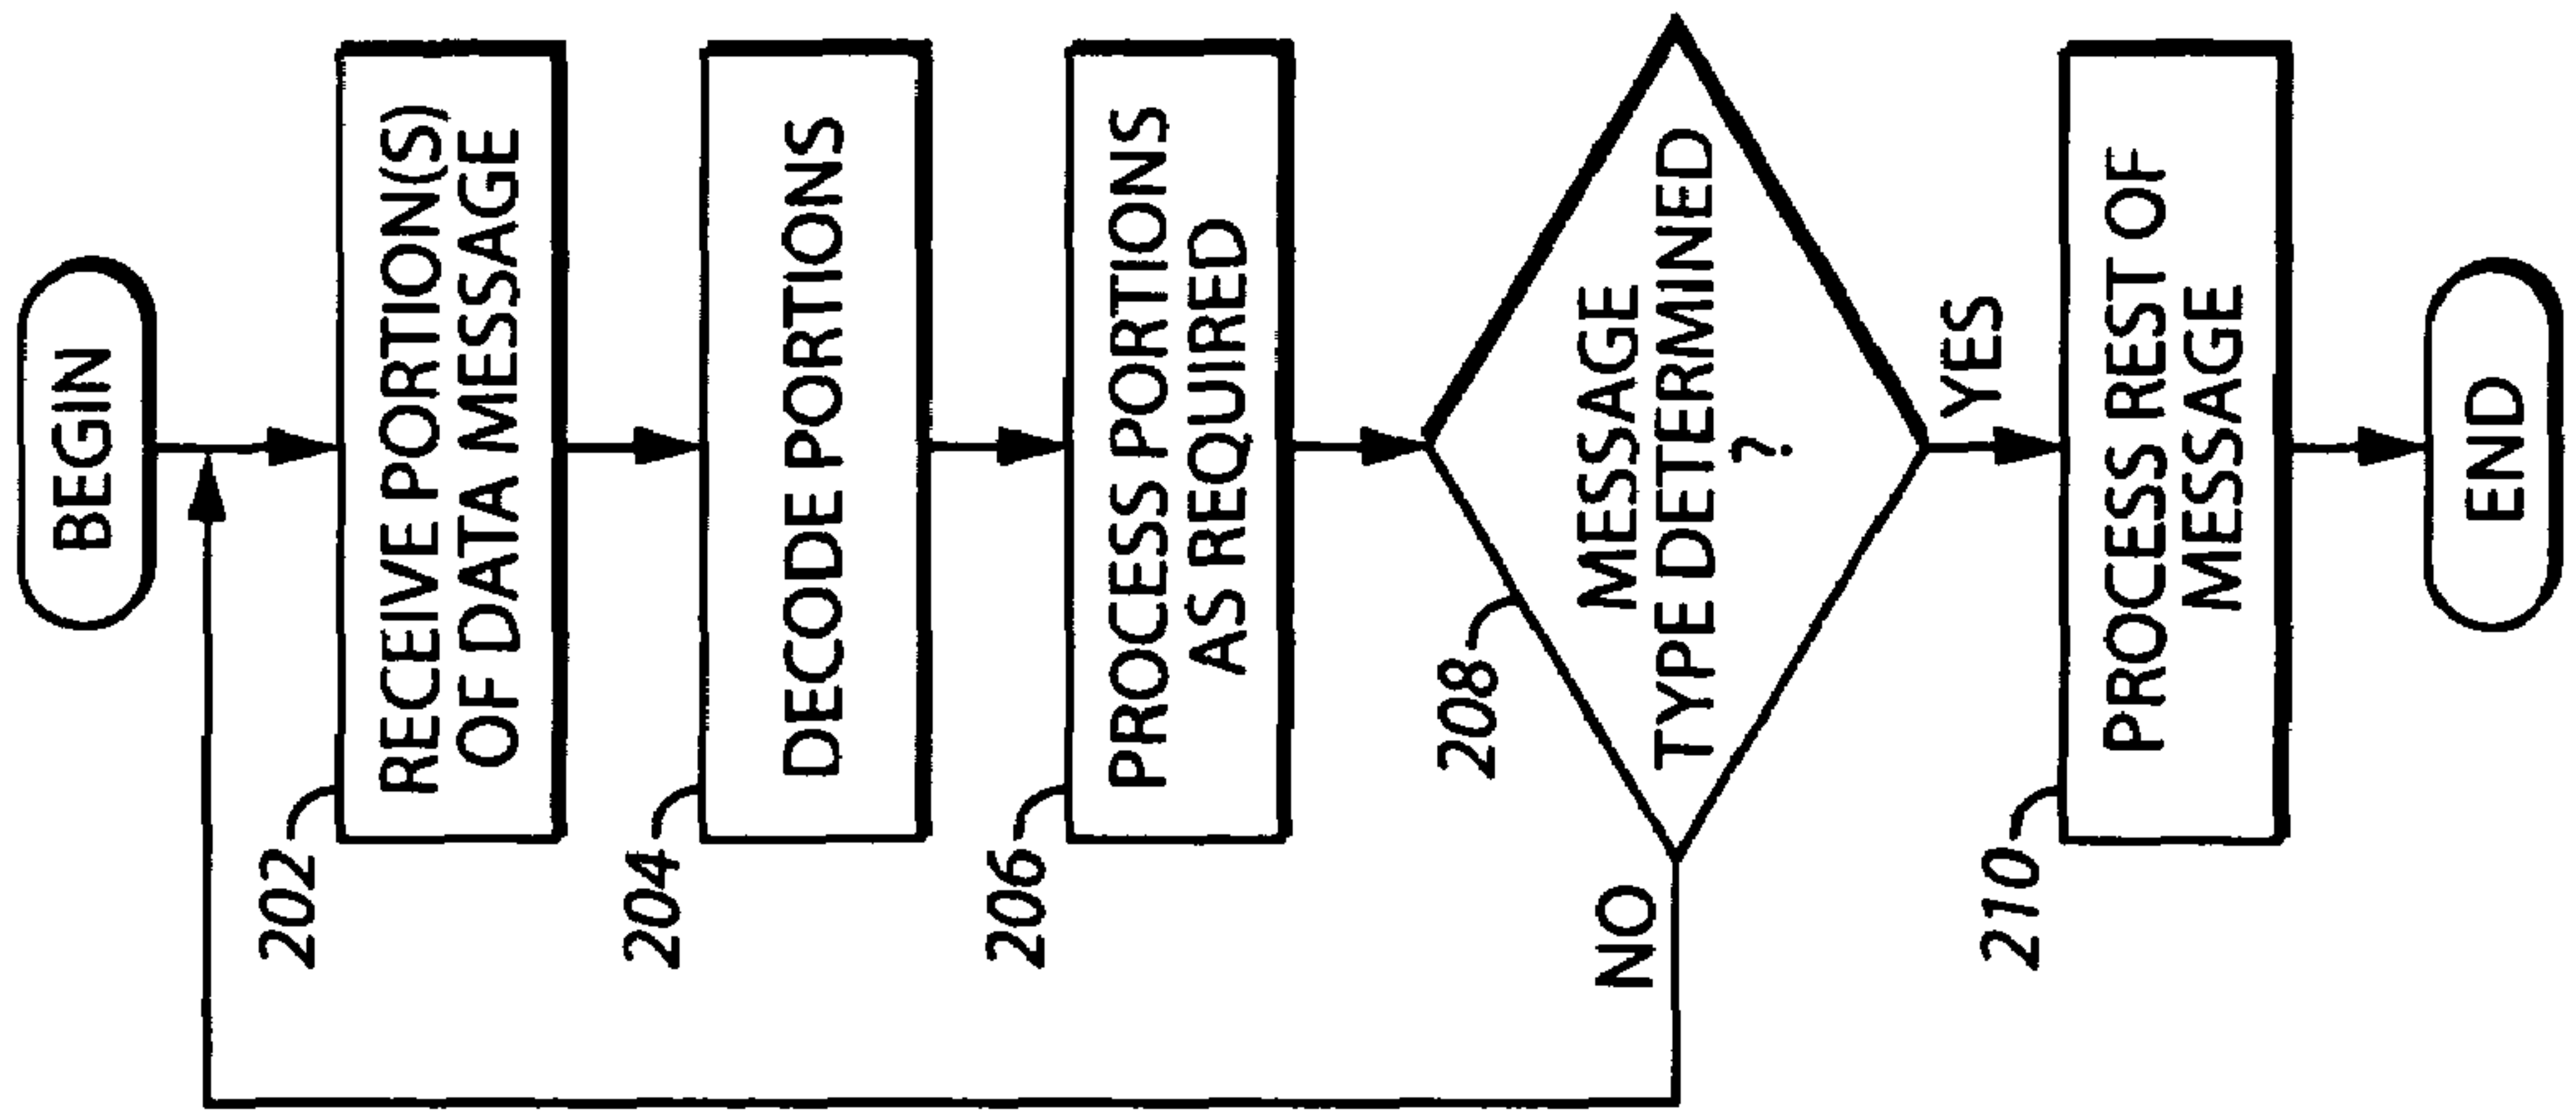 BEGIN
202
RECEIVE PORTION(S)
OF DATA MESSAGE
204
DECODE PORTIONS
206
PROCESS PORTIONS
AS REQUIRED
208
MESSAGE
TYPE DETERMINED
?
NO
YES
210
PROCESS REST OF
MESSAGE
END